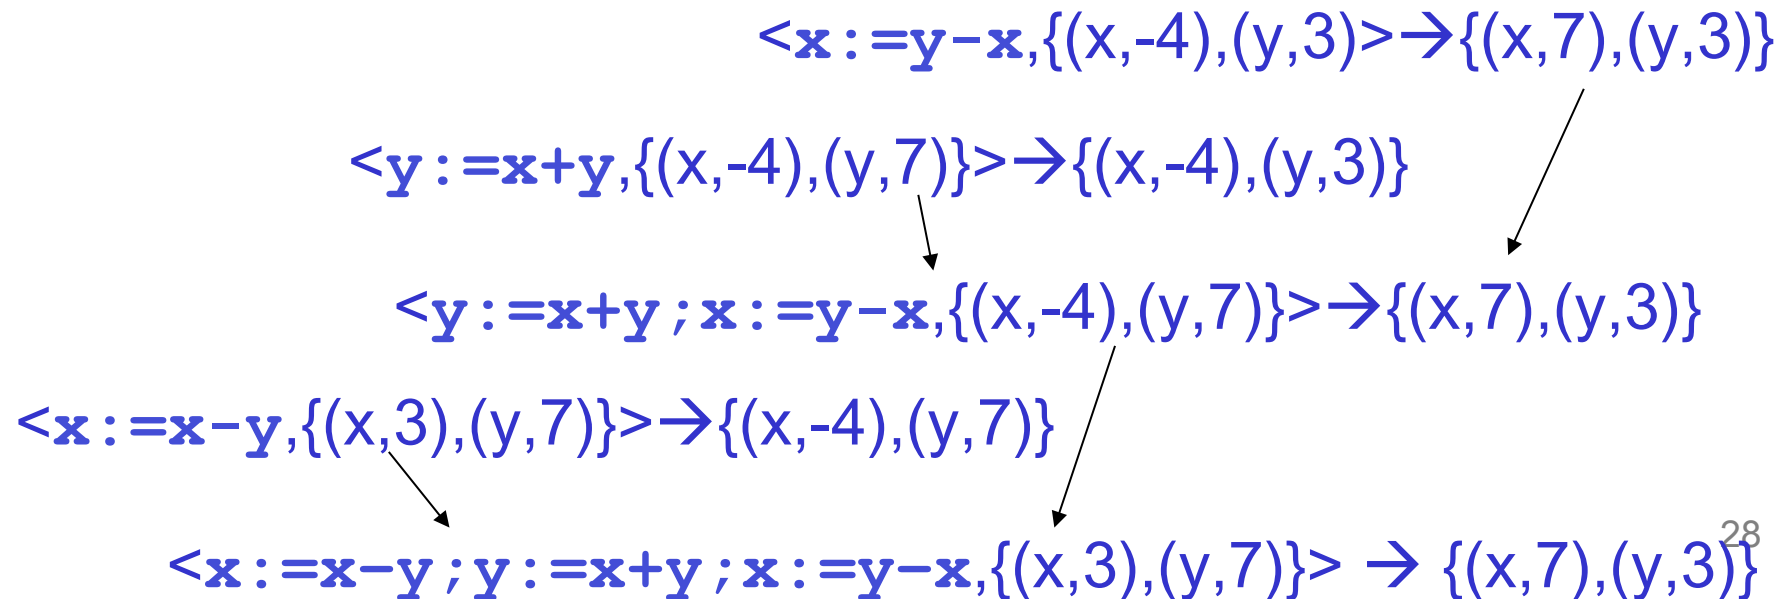 <x:=y-x,{(x,-4),(y,3)>→{(x,7),(y,3)}
<y:=x+y,{(x,-4),(y,7)}>→{(x,-4),(y,3)}
<y:=x+y;x:=y-x,{(x,-4),(y,7)}>→{(x,7),(y,3)}
<x:=x-y,{(x,3),(y,7)}>→{(x,-4),(y,7)}
<x:=x-y;y:=x+y;x:=y-x,{(x,3),(y,7)}> → {(x,7),(y,3)}
28